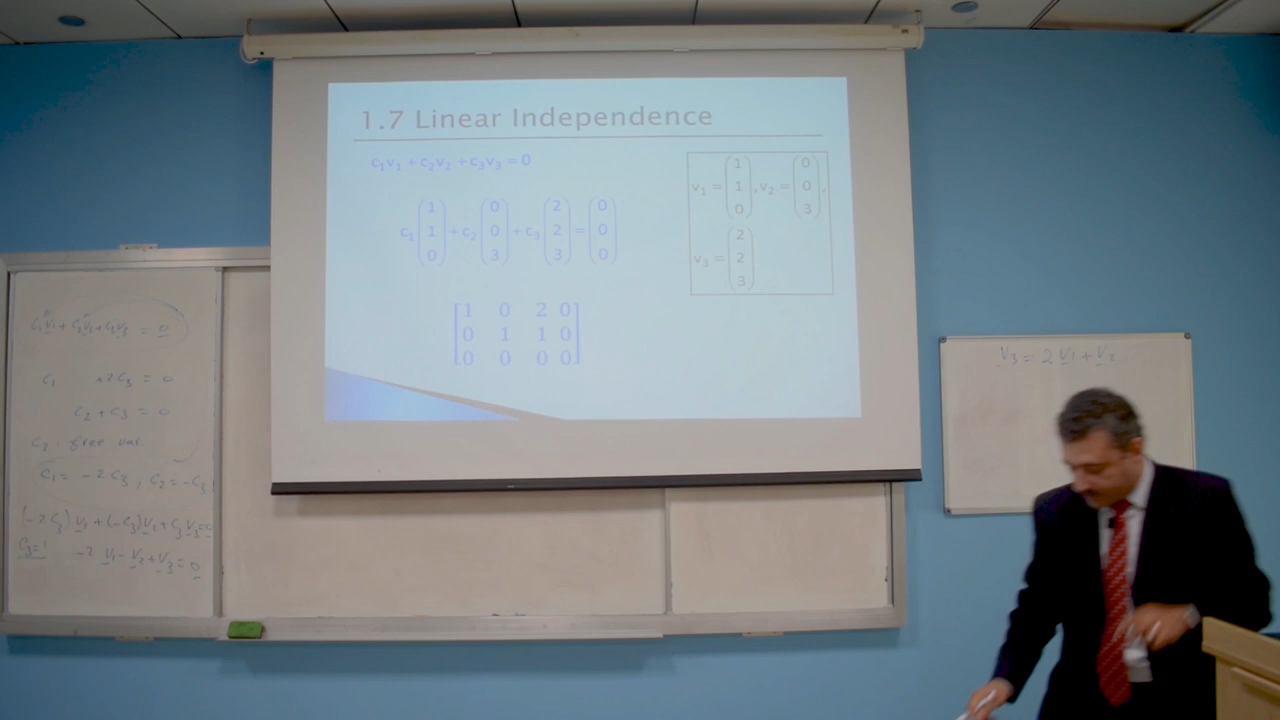 1.7 Linear Independence
c₁v₁ + c₂v₂ + c₃v₃ = 0
c₁ (1 1 0) + c₂ (0 0 3) + c₃ (2 2 3) = (0 0 0)
[1 0 2 0
0 1 1 0
0 0 0 0]
v₁ = (1 1 0), v₂ = (0 0 3),
v₃ = (2 2 3)
c₁v₁ + c₂v₂ + c₃v₃ = 0
c₁ +2c₃ = 0
c₂ + c₃ = 0
c₃ free var.
c₁ = -2c₃, c₂ = -c₃
(-2c₃)v₁ + (-c₃)v₂ + c₃v₃ = 0
c₃=1 -2v₁ - v₂ + v₃ = 0
v₃ = 2v₁ + v₂